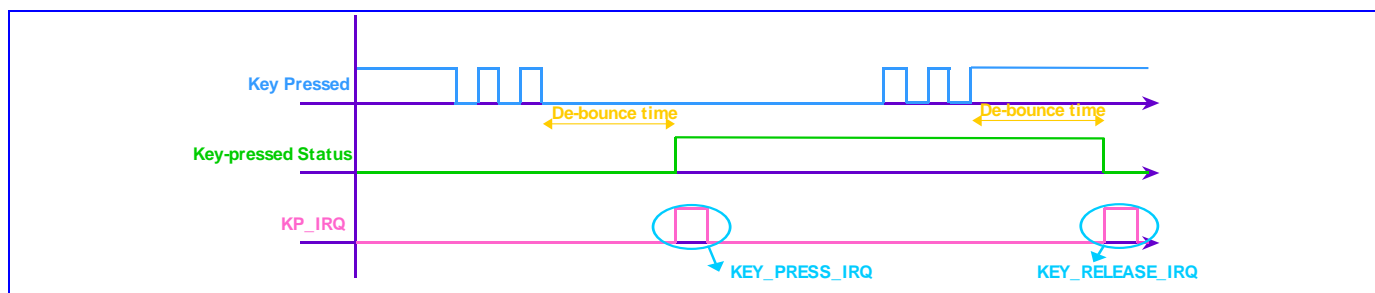 Key Pressed
De-bounce time
De-bounce time
Key-pressed Status
KP_IRQ
KEY_PRESS_IRQ
KEY_RELEASE_IRQ